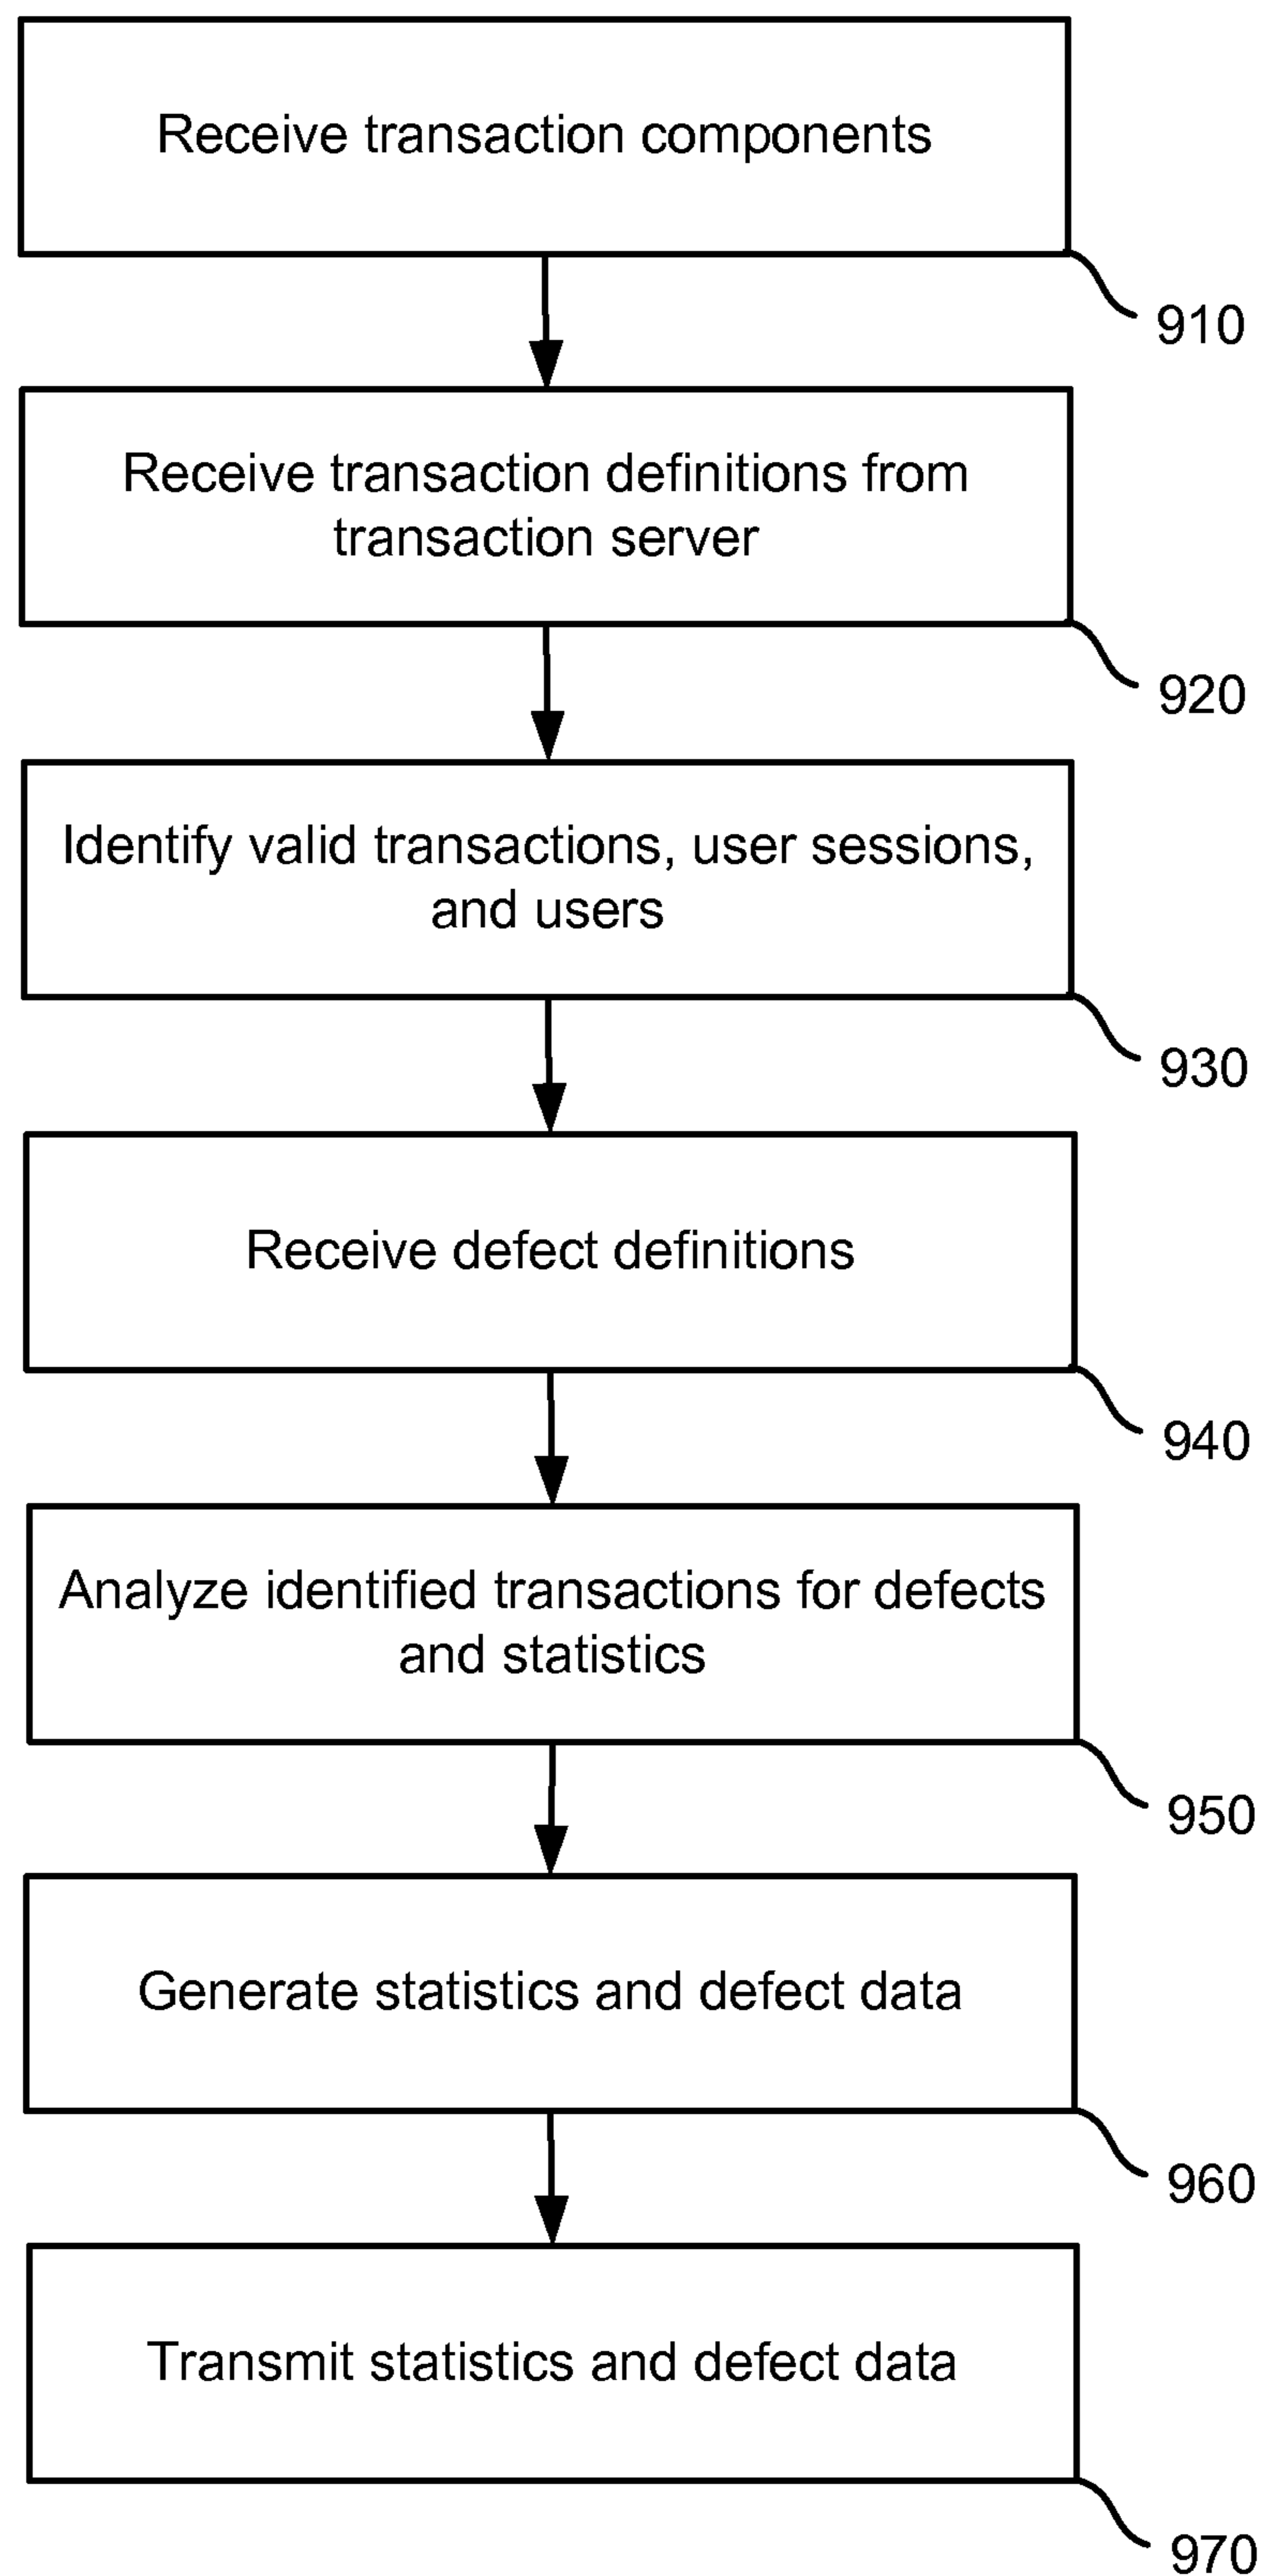 Receive transaction components
910
Receive transaction definitions from
transaction server
920
Identify valid transactions, user sessions,
and users
930
Receive defect definitions
940
Analyze identified transactions for defects
and statistics
950
Generate statistics and defect data
960
Transmit statistics and defect data
970